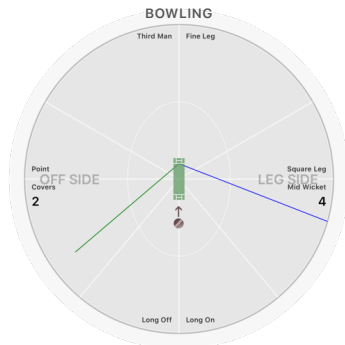 BOWLING
Third Man
Fine Leg
Point
OFF SIDE
Covers
2
Square Leg
LEG SIDE
Mid Wicket
4
Long Off
Long On